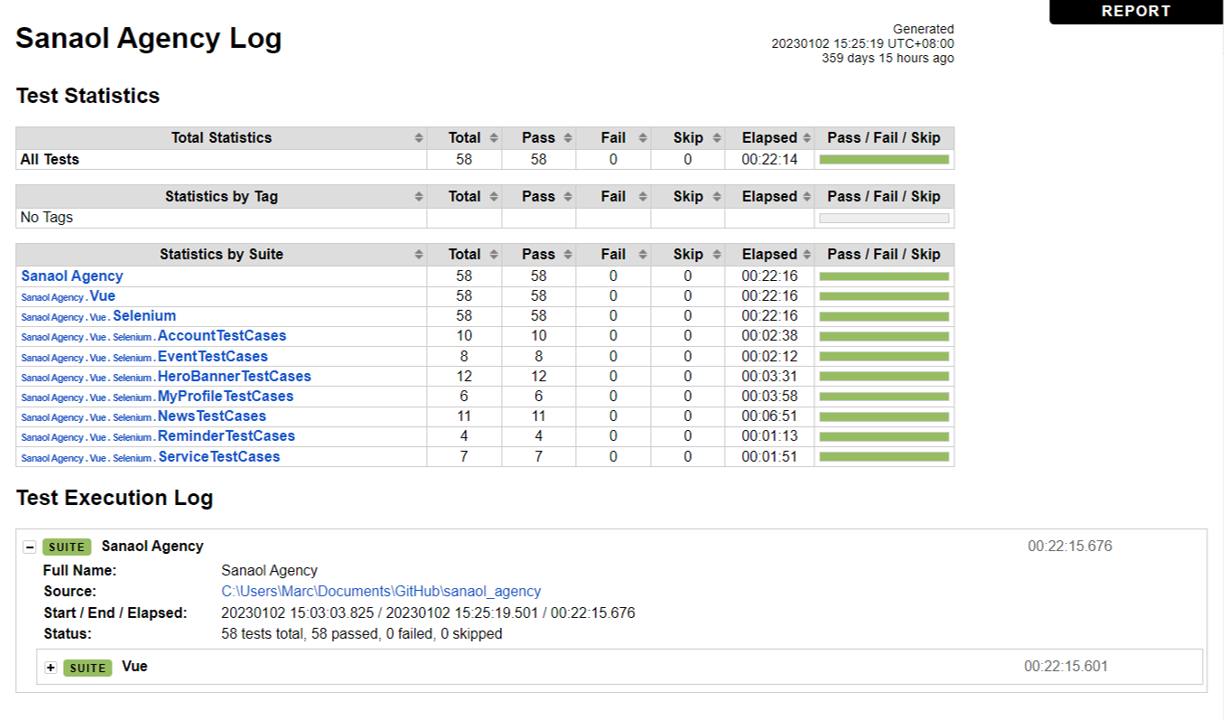 REPORT
Sanaol Agency Log
Generated
20230102 15:25:19 UTC+08:00
359 days 15 hours ago
Test Statistics
Total Statistics Total Pass Fail Skip Elapsed Pass / Fail / Skip
All Tests 58 58 0 0 00:22:14
Statistics by Tag Total Pass Fail Skip Elapsed Pass / Fail / Skip
No Tags
Statistics by Suite Total Pass Fail Skip Elapsed Pass / Fail / Skip
Sanaol Agency 58 58 0 0 00:22:16
Sanaol Agency . Vue 58 58 0 0 00:22:16
Sanaol Agency . Vue . Selenium 58 58 0 0 00:22:16
Sanaol Agency . Vue . Selenium . AccountTestCases 10 10 0 0 00:02:38
Sanaol Agency . Vue . Selenium . EventTestCases 8 8 0 0 00:02:12
Sanaol Agency . Vue . Selenium . HeroBannerTestCases 12 12 0 0 00:03:31
Sanaol Agency . Vue . Selenium . MyProfileTestCases 6 6 0 0 00:03:58
Sanaol Agency . Vue . Selenium . NewsTestCases 11 11 0 0 00:06:51
Sanaol Agency . Vue . Selenium . ReminderTestCases 4 4 0 0 00:01:13
Sanaol Agency . Vue . Selenium . ServiceTestCases 7 7 0 0 00:01:51
Test Execution Log
SUITE Sanaol Agency 00:22:15.676
Full Name: Sanaol Agency
Source: C:\Users\Marc\Documents\GitHub\sanaol_agency
Start / End / Elapsed: 20230102 15:03:03.825 / 20230102 15:25:19.501 / 00:22:15.676
Status: 58 tests total, 58 passed, 0 failed, 0 skipped
SUITE Vue 00:22:15.601